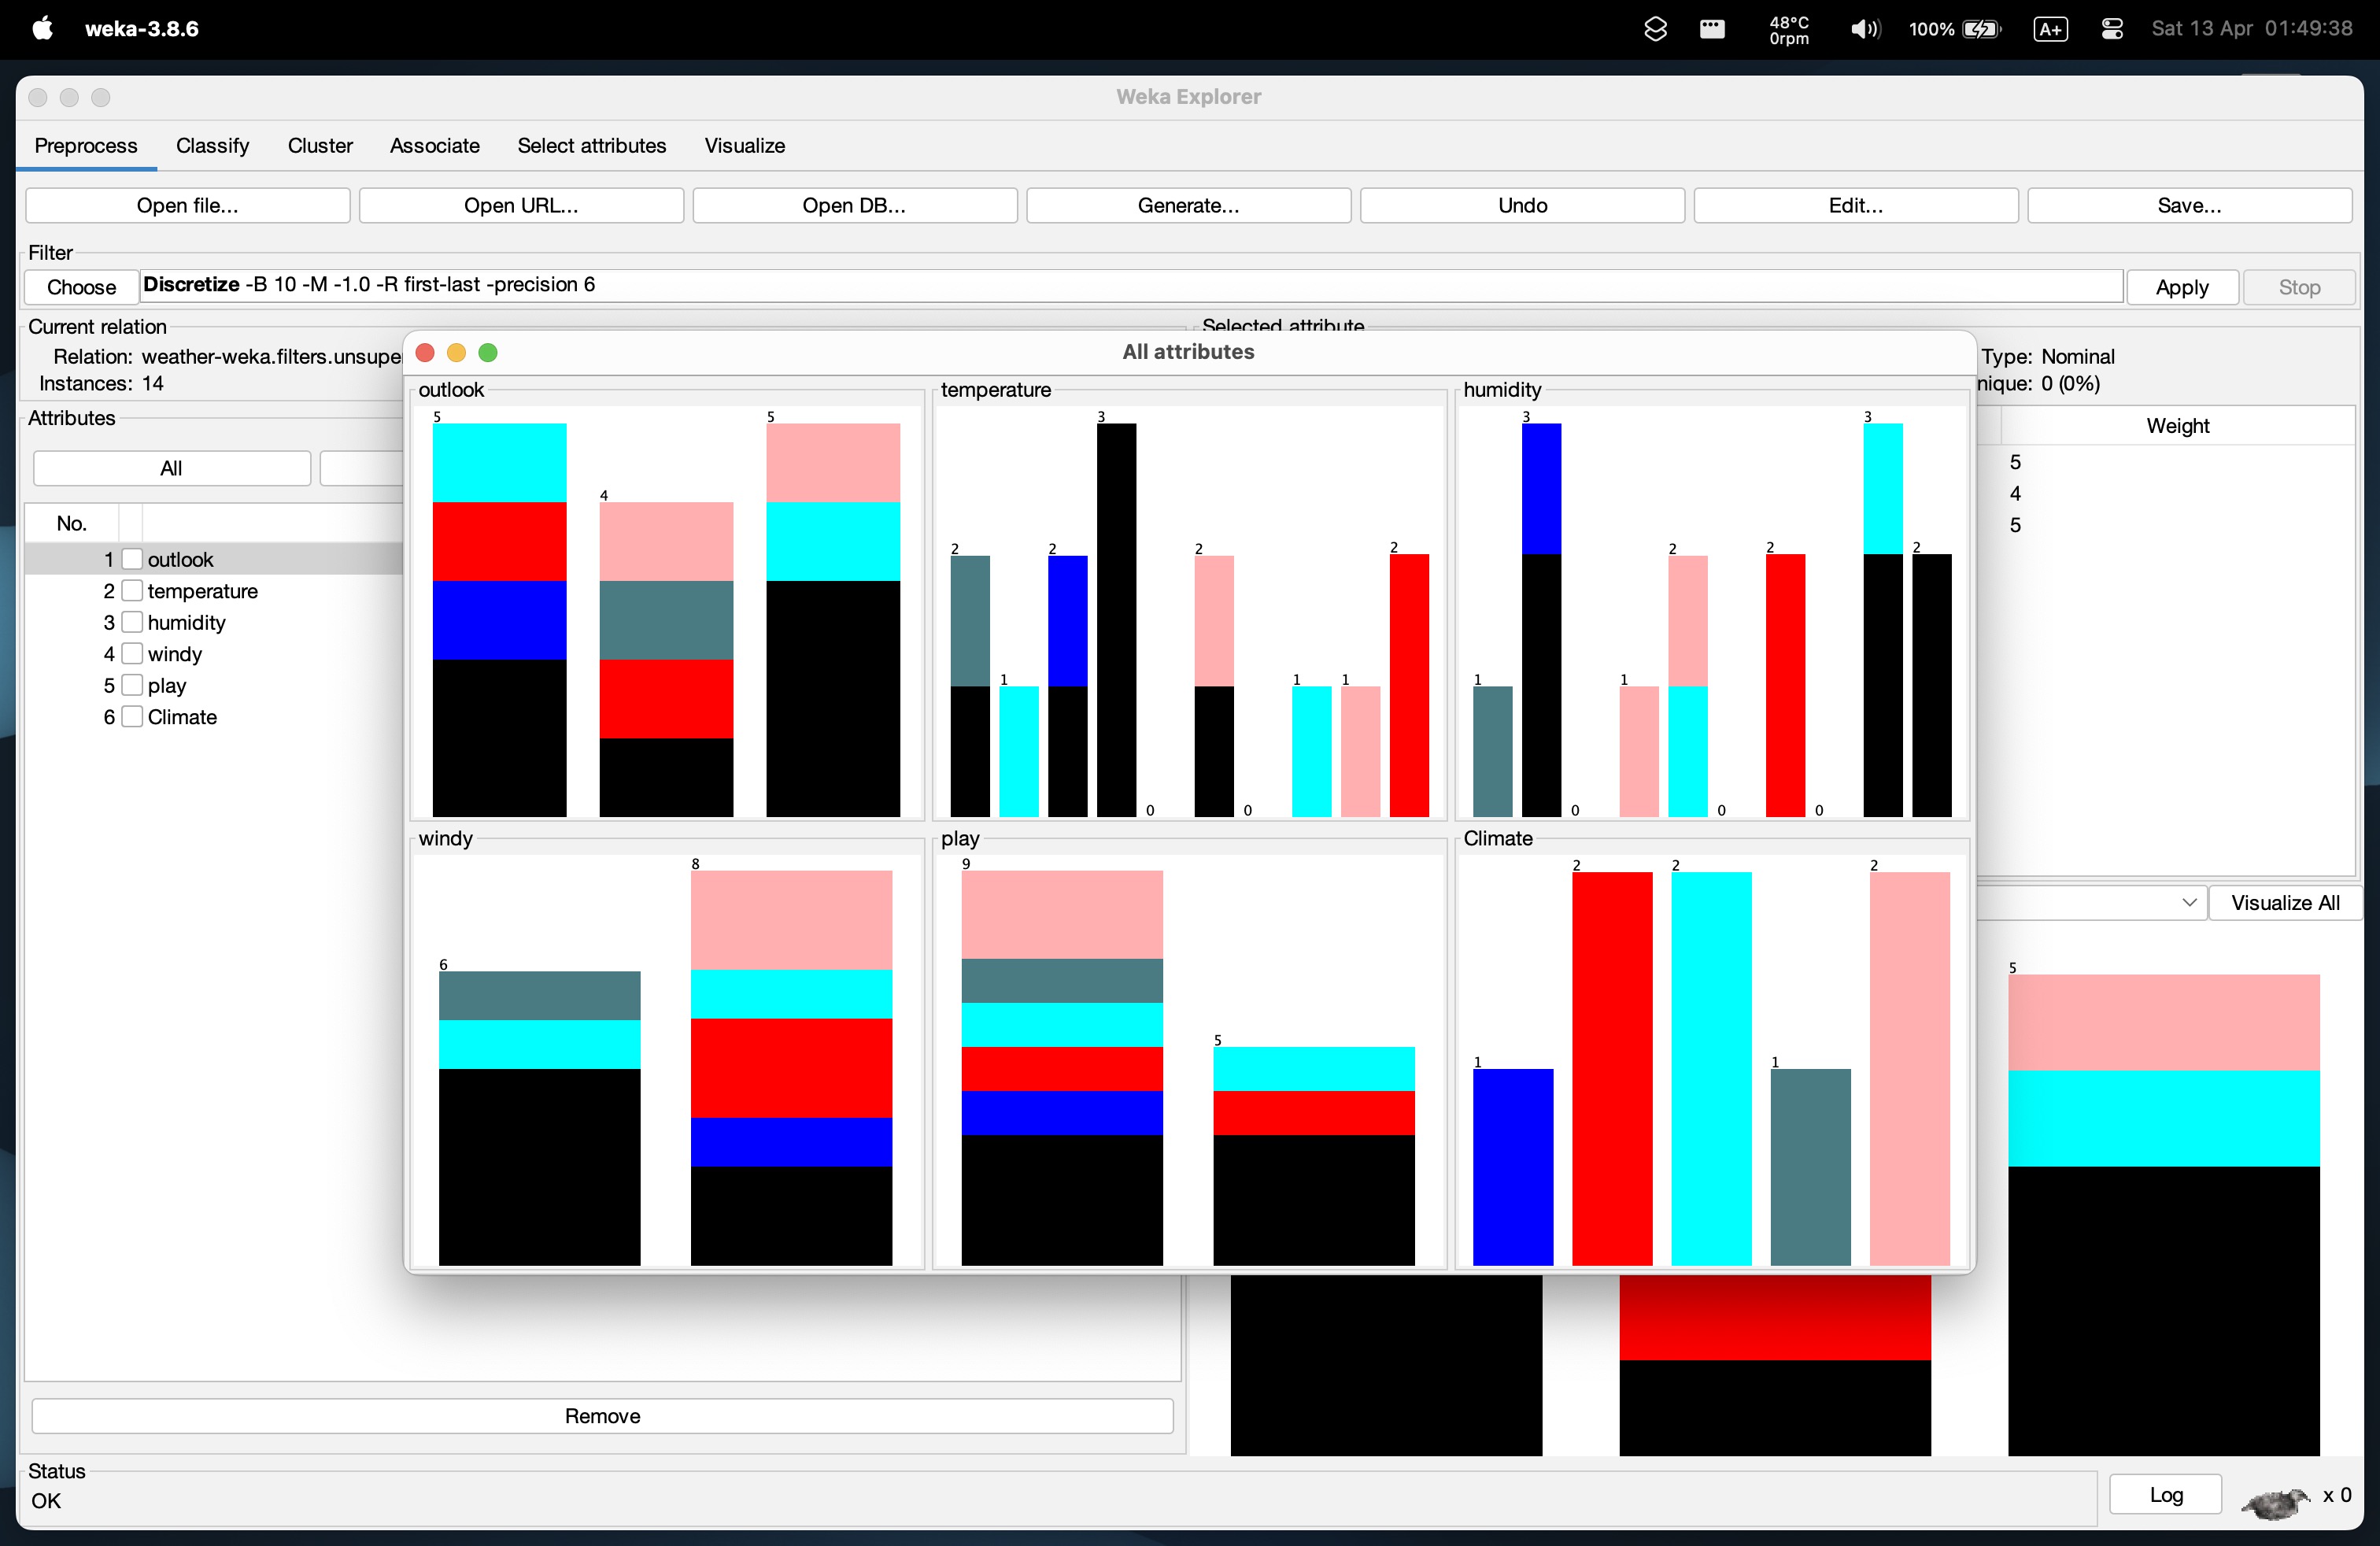 weka-3.8.6
48°C
0rpm
100%
A+
Sat 13 Apr 01:49:38
Weka Explorer
Preprocess Classify Cluster Associate Select attributes Visualize
Open file... Open URL... Open DB... Generate... Undo Edit... Save...
Filter
Choose Discretize -B 10 -M -1.0 -R first-last -precision 6 Apply Stop
Current relation
Relation: weather-weka.filters.unsupe
Instances: 14
Attributes
All
No.
1 outlook
2 temperature
3 humidity
4 windy
5 play
6 Climate
Remove
Selected attribute
Type: Nominal
nique: 0 (0%)
Weight
5
4
5
Visualize All
5
All attributes
outlook
5 4 5
temperature
2 1 2 3 0 2 0 1 1 2
humidity
1 3 0 1 2 0 2 0 3 2
windy
6 8
play
9 5
Climate
1 2 2 1 2
Status
OK
Log x 0